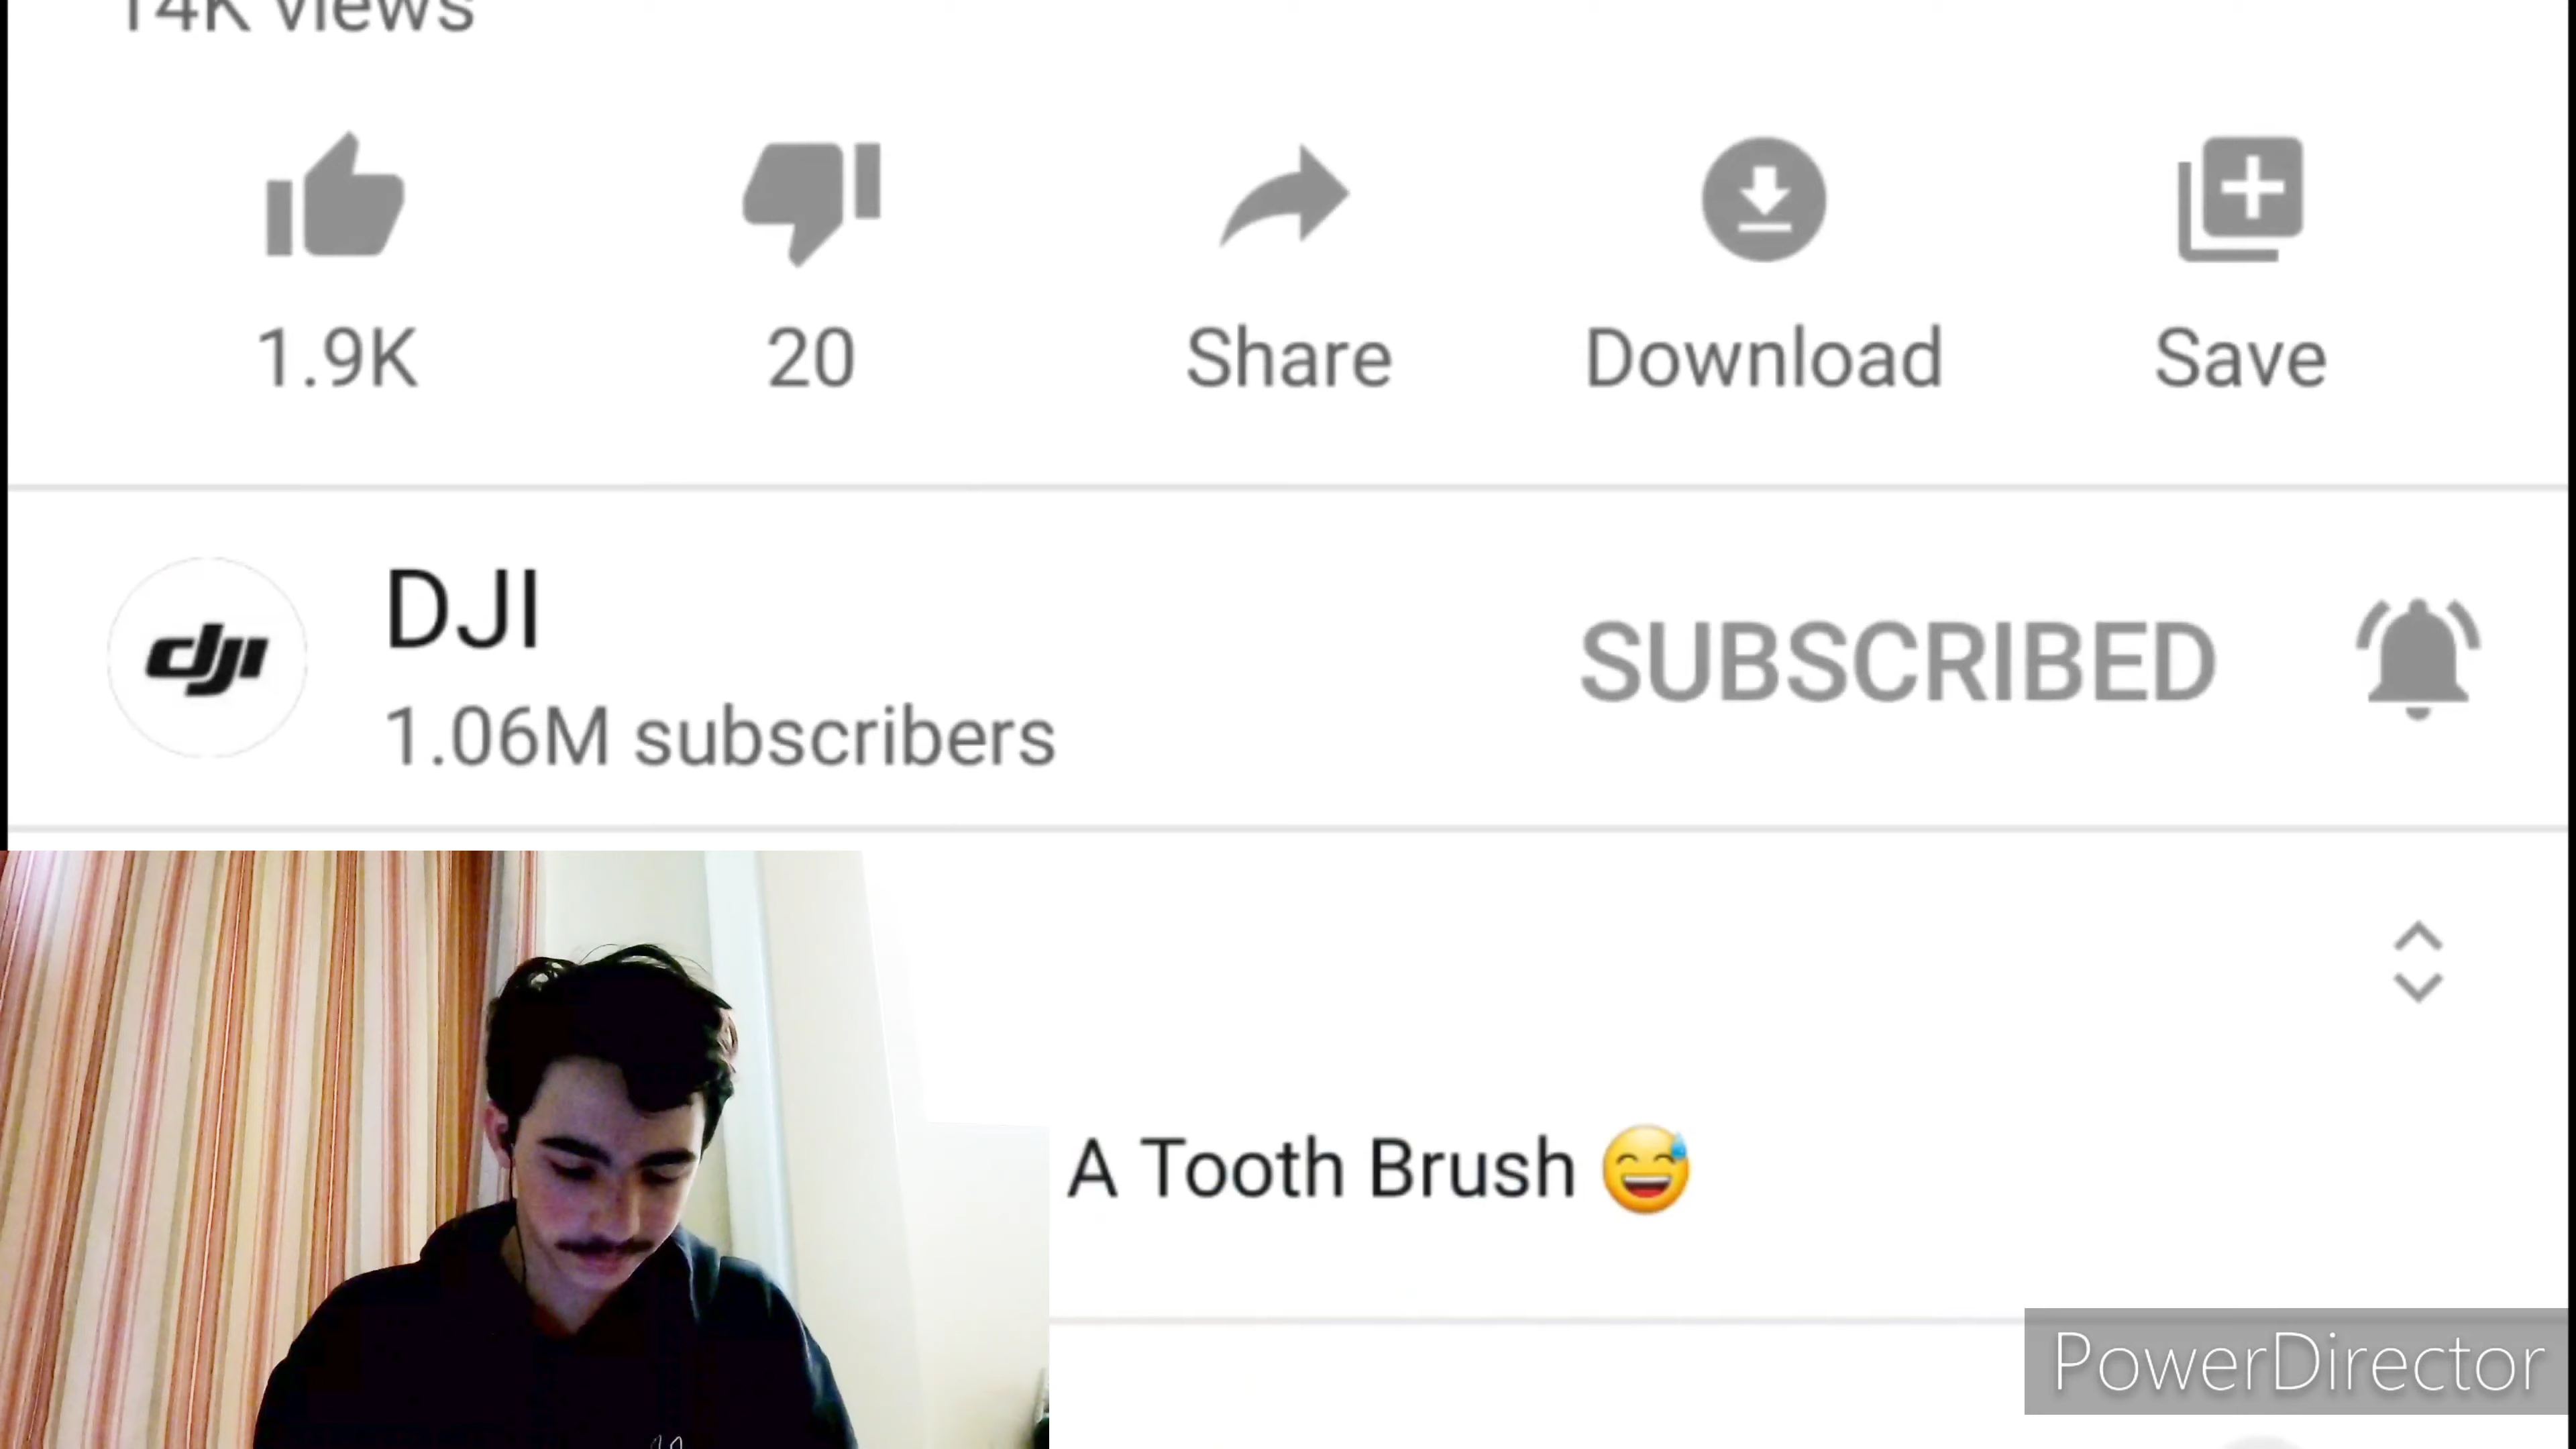 14K views
1.9K
20
Share
Download
Save
dji
DJI
1.06M subscribers
SUBSCRIBED
A Tooth Brush 😅
PowerDirector